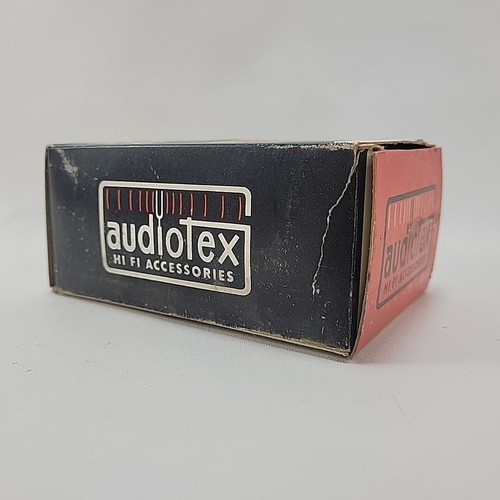 audiotex
HI FI ACCESSORIES
audiotex
HI FI ACCESSORIES